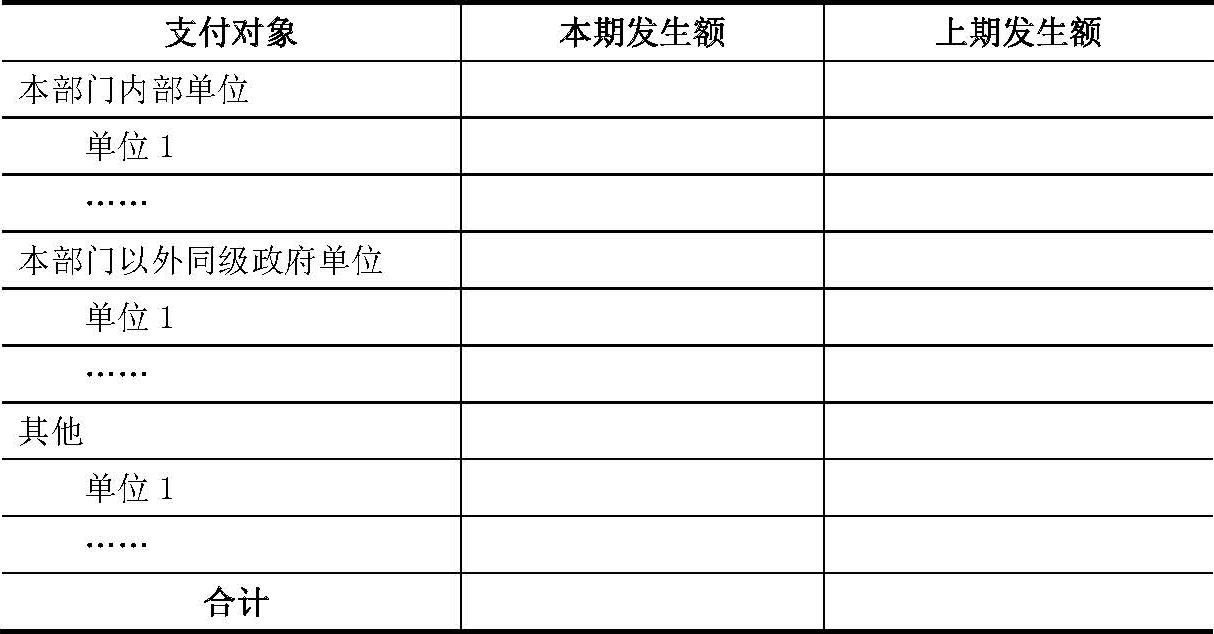 支付对象 本期发生额 上期发生额
本部门内部单位
单位1
……
本部门以外同级政府单位
单位1
……
其他
单位1
……
合计